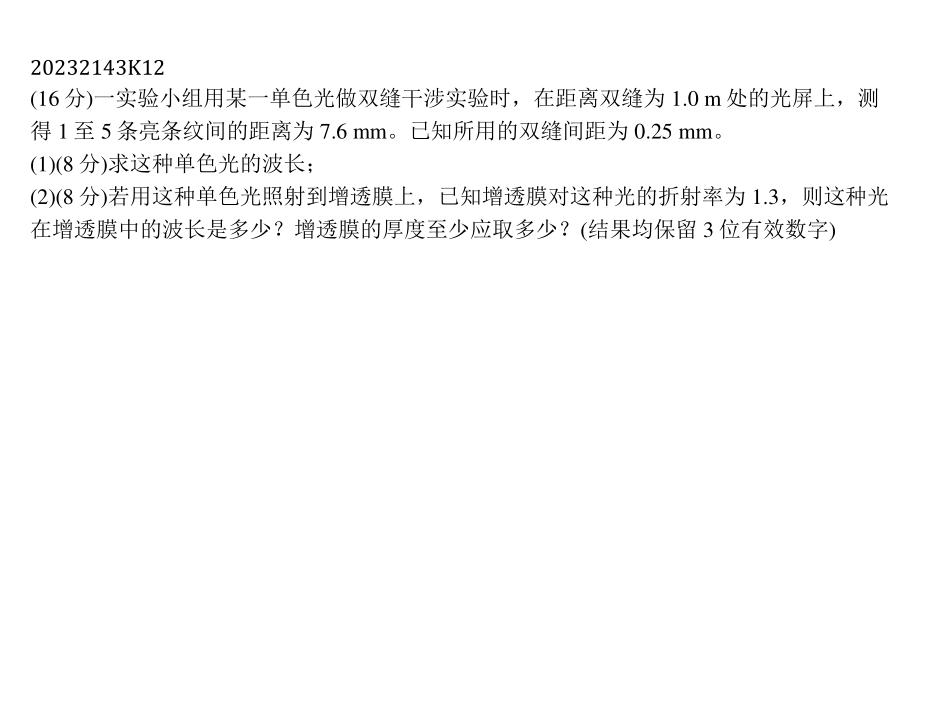 20232143K12
(16 分)一实验小组用某一单色光做双缝干涉实验时，在距离双缝为 1.0 m 处的光屏上，测
得 1 至 5 条亮条纹间的距离为 7.6 mm。已知所用的双缝间距为 0.25 mm。
(1)(8 分)求这种单色光的波长；
(2)(8 分)若用这种单色光照射到增透膜上，已知增透膜对这种光的折射率为 1.3，则这种光
在增透膜中的波长是多少？增透膜的厚度至少应取多少？(结果均保留 3 位有效数字)